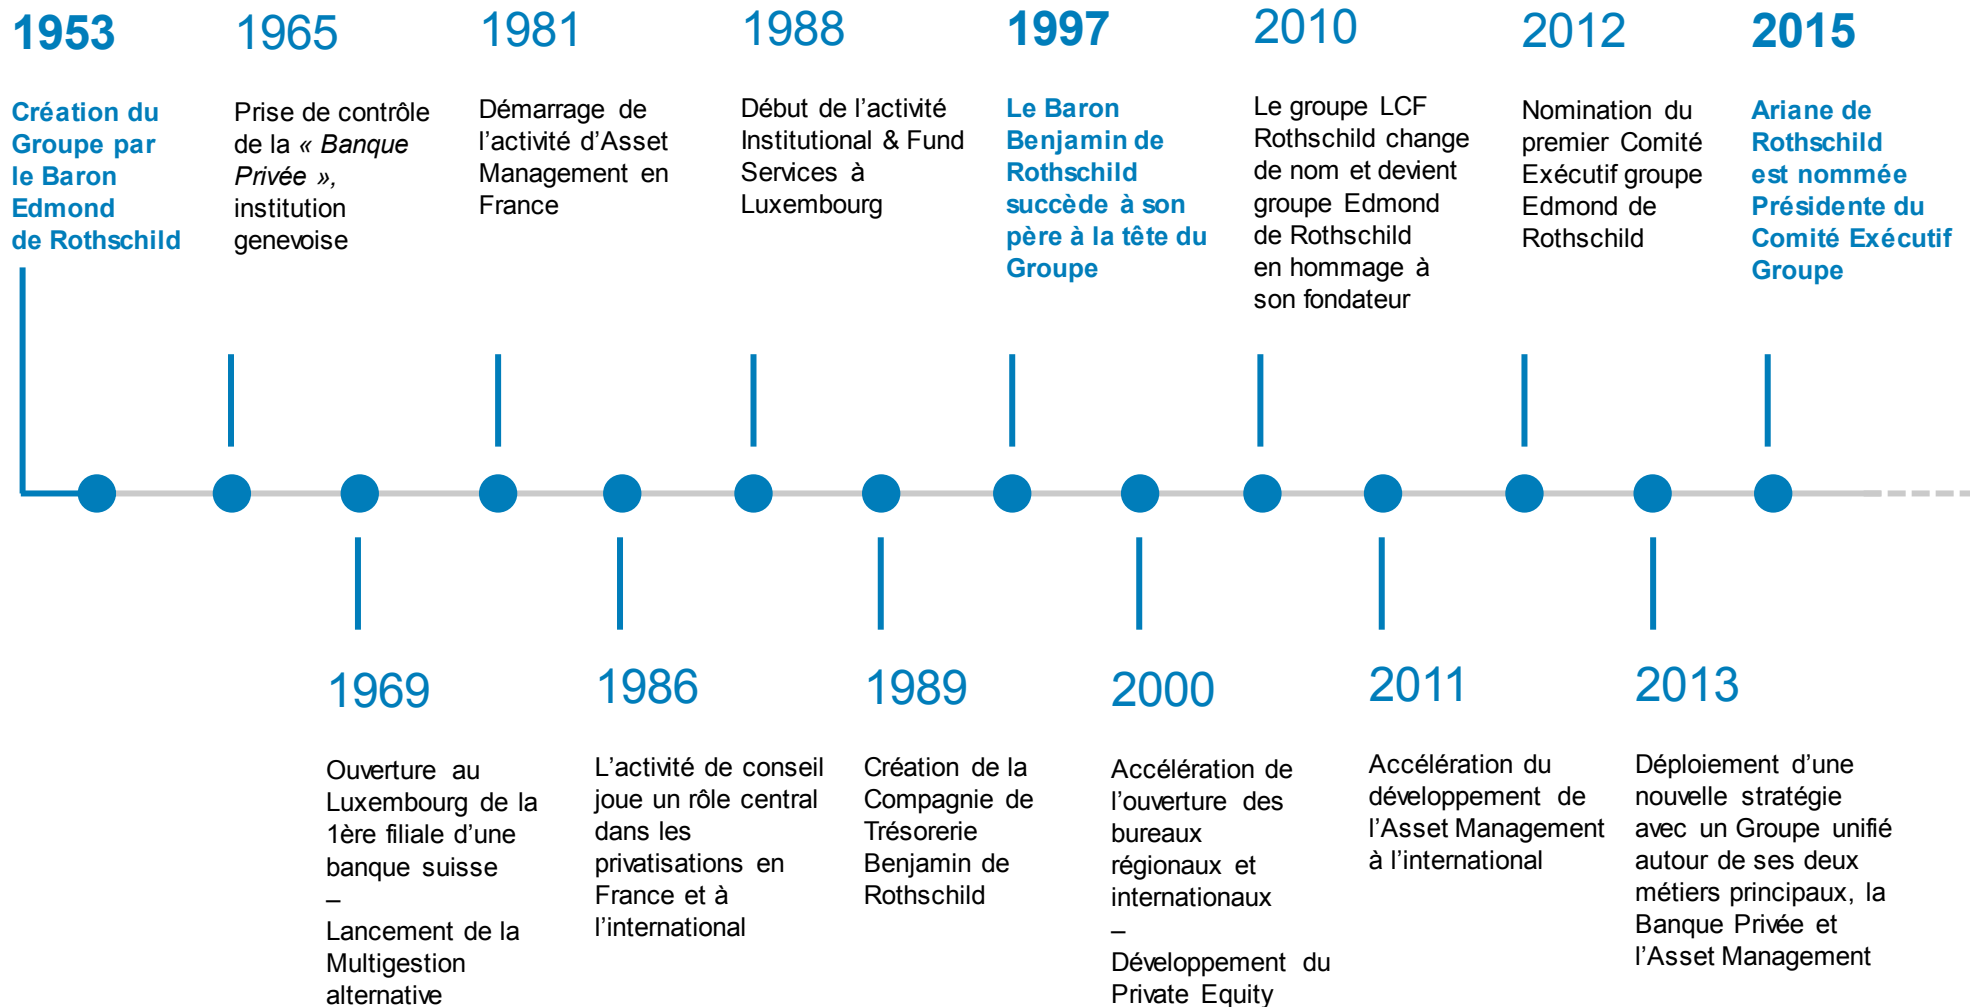 1953
Création du
Groupe par
le Baron
Edmond
de Rothschild
1965
Prise de contrôle
de la « Banque
Privée »,
institution
genevoise
1981
Démarrage de
l’activité d’Asset
Management en
France
1988
Début de l’activité
Institutional & Fund
Services à
Luxembourg
1997
Le Baron
Benjamin de
Rothschild
succède à son
père à la tête du
Groupe
2010
Le groupe LCF
Rothschild change
de nom et devient
groupe Edmond
de Rothschild
en hommage à
son fondateur
2012
Nomination du
premier Comité
Exécutif groupe
Edmond de
Rothschild
2015
Ariane de
Rothschild
est nommée
Présidente du
Comité Exécutif
Groupe
1969
Ouverture au
Luxembourg de la
1ère filiale d’une
banque suisse
–
Lancement de la
Multigestion
alternative
1986
L’activité de conseil
joue un rôle central
dans les
privatisations en
France et à
l’international
1989
Création de la
Compagnie de
Trésorerie
Benjamin de
Rothschild
2000
Accélération de
l’ouverture des
bureaux
régionaux et
internationaux
–
Développement du
Private Equity
2011
Accélération du
développement de
l’Asset Management
à l’international
2013
Déploiement d’une
nouvelle stratégie
avec un Groupe unifié
autour de ses deux
métiers principaux, la
Banque Privée et
l’Asset Management